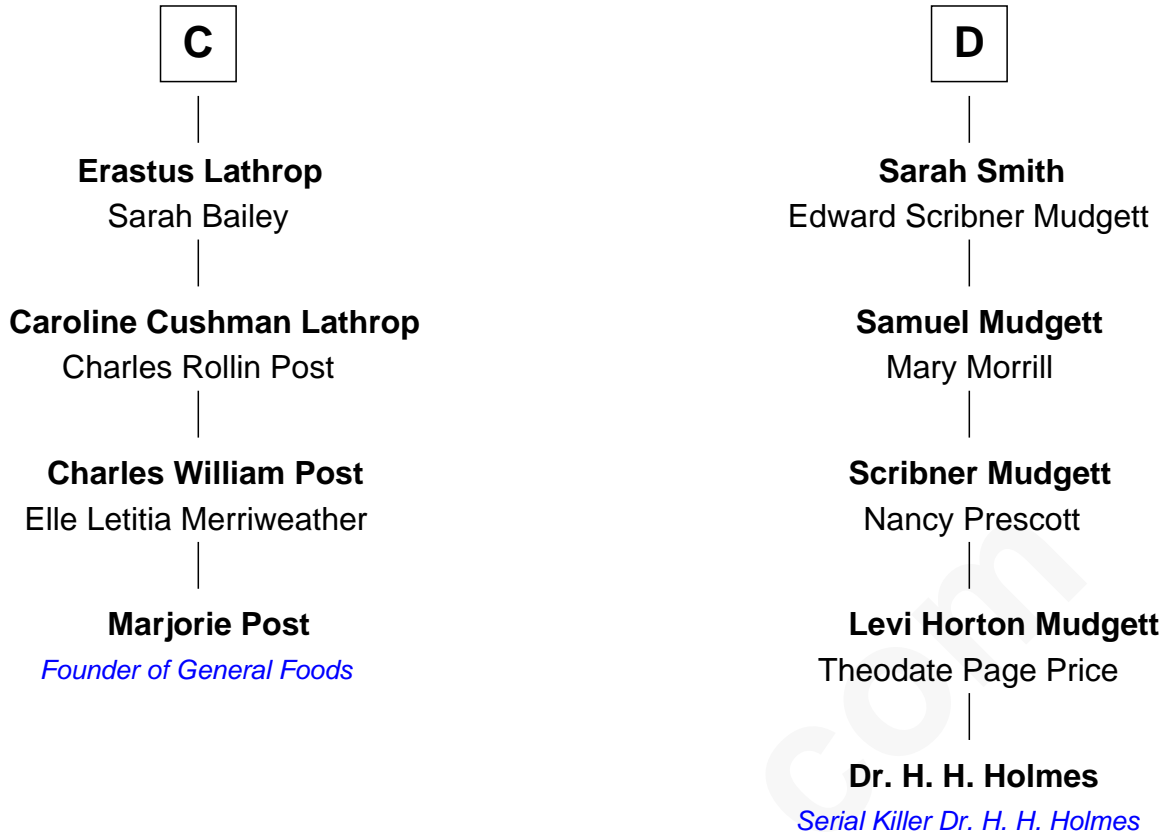 C
Erastus Lathrop
Sarah Bailey
Caroline Cushman Lathrop
Charles Rollin Post
Charles William Post
Elle Letitia Merriweather
Marjorie Post
Founder of General Foods
D
Sarah Smith
Edward Scribner Mudgett
Samuel Mudgett
Mary Morrill
Scribner Mudgett
Nancy Prescott
Levi Horton Mudgett
Theodate Page Price
Dr. H. H. Holmes
Serial Killer Dr. H. H. Holmes
com